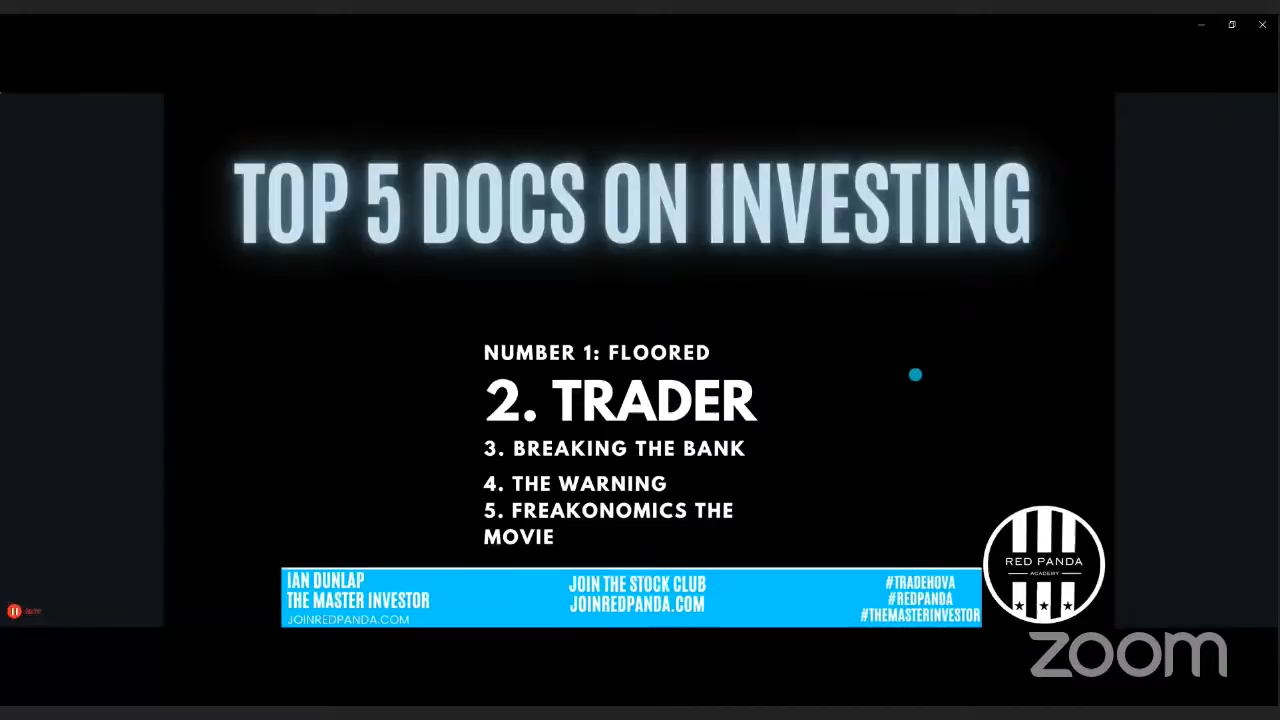 TOP 5 DOCS ON INVESTING
NUMBER 1: FLOORED
2. TRADER
3. BREAKING THE BANK
4. THE WARNING
5. FREAKONOMICS THE
MOVIE
IAN DUNLAP
THE MASTER INVESTOR
JOINREDPANDA.COM
JOIN THE STOCK CLUB
JOINREDPANDA.COM
#TRADEHOVA
#REDPANDA
#THEMASTERINVESTOR
RED PANDA
ACADEMY
zoom